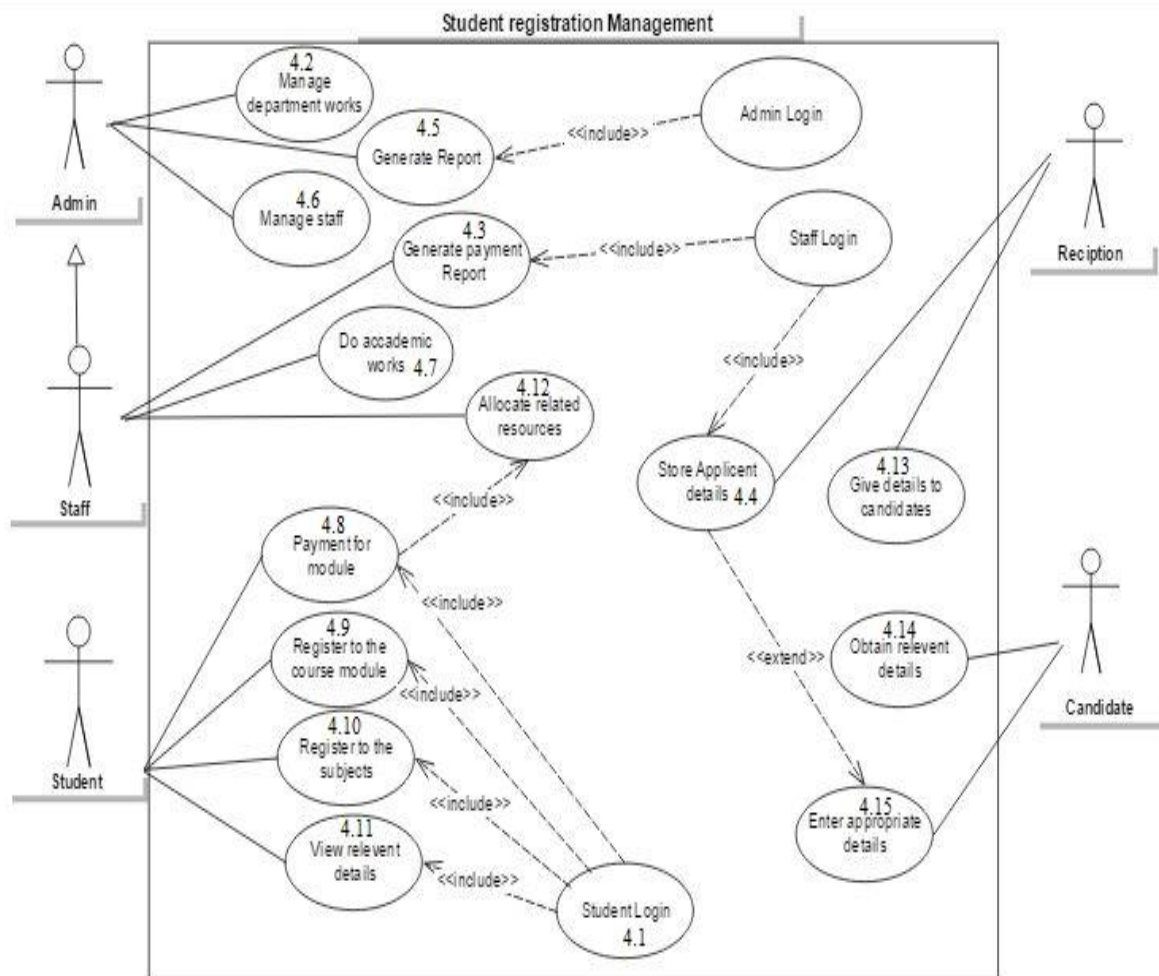 Student registration Management
4.2
Manage
department works
4.5
Generate Report
<<include>>
Admin Login
Admin
4.6
Manage staff
4.3
Generate payment
Report
<<include>>
Staff Login
Reciption
Do accademic
works 4.7
<<include>>
4.12
Allocate related
resources
Staff
Store Applicent
details 4.4
4.13
Give details to
candidates
<<include>>
4.8
Payment for
module
<<include>>
4.9
Register to the
course module
<<include>>
<<extend>>
4.14
Obtain relevent
details
Candidate
4.10
Register to the
subjects
Student
<<include>>
4.15
Enter appropriate
details
4.11
View relevent
details
<<include>>
Student Login
4.1